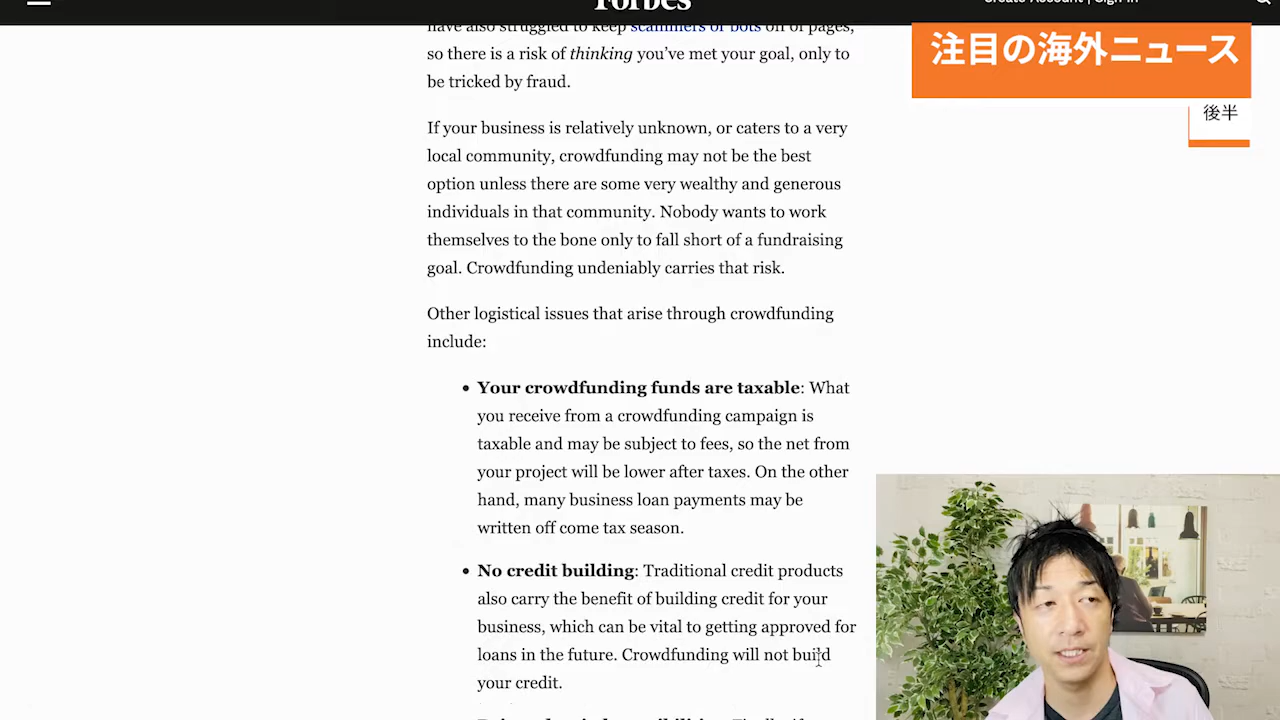 Forbes
Create Account | Sign In
have also struggled to keep scammers or bots off of pages,
so there is a risk of thinking you've met your goal, only to
be tricked by fraud.
If your business is relatively unknown, or caters to a very
local community, crowdfunding may not be the best
option unless there are some very wealthy and generous
individuals in that community. Nobody wants to work
themselves to the bone only to fall short of a fundraising
goal. Crowdfunding undeniably carries that risk.
Other logistical issues that arise through crowdfunding
include:
• Your crowdfunding funds are taxable: What
you receive from a crowdfunding campaign is
taxable and may be subject to fees, so the net from
your project will be lower after taxes. On the other
hand, many business loan payments may be
written off come tax season.
• No credit building: Traditional credit products
also carry the benefit of building credit for your
business, which can be vital to getting approved for
loans in the future. Crowdfunding will not build
your credit.
注目の海外ニュース
後半